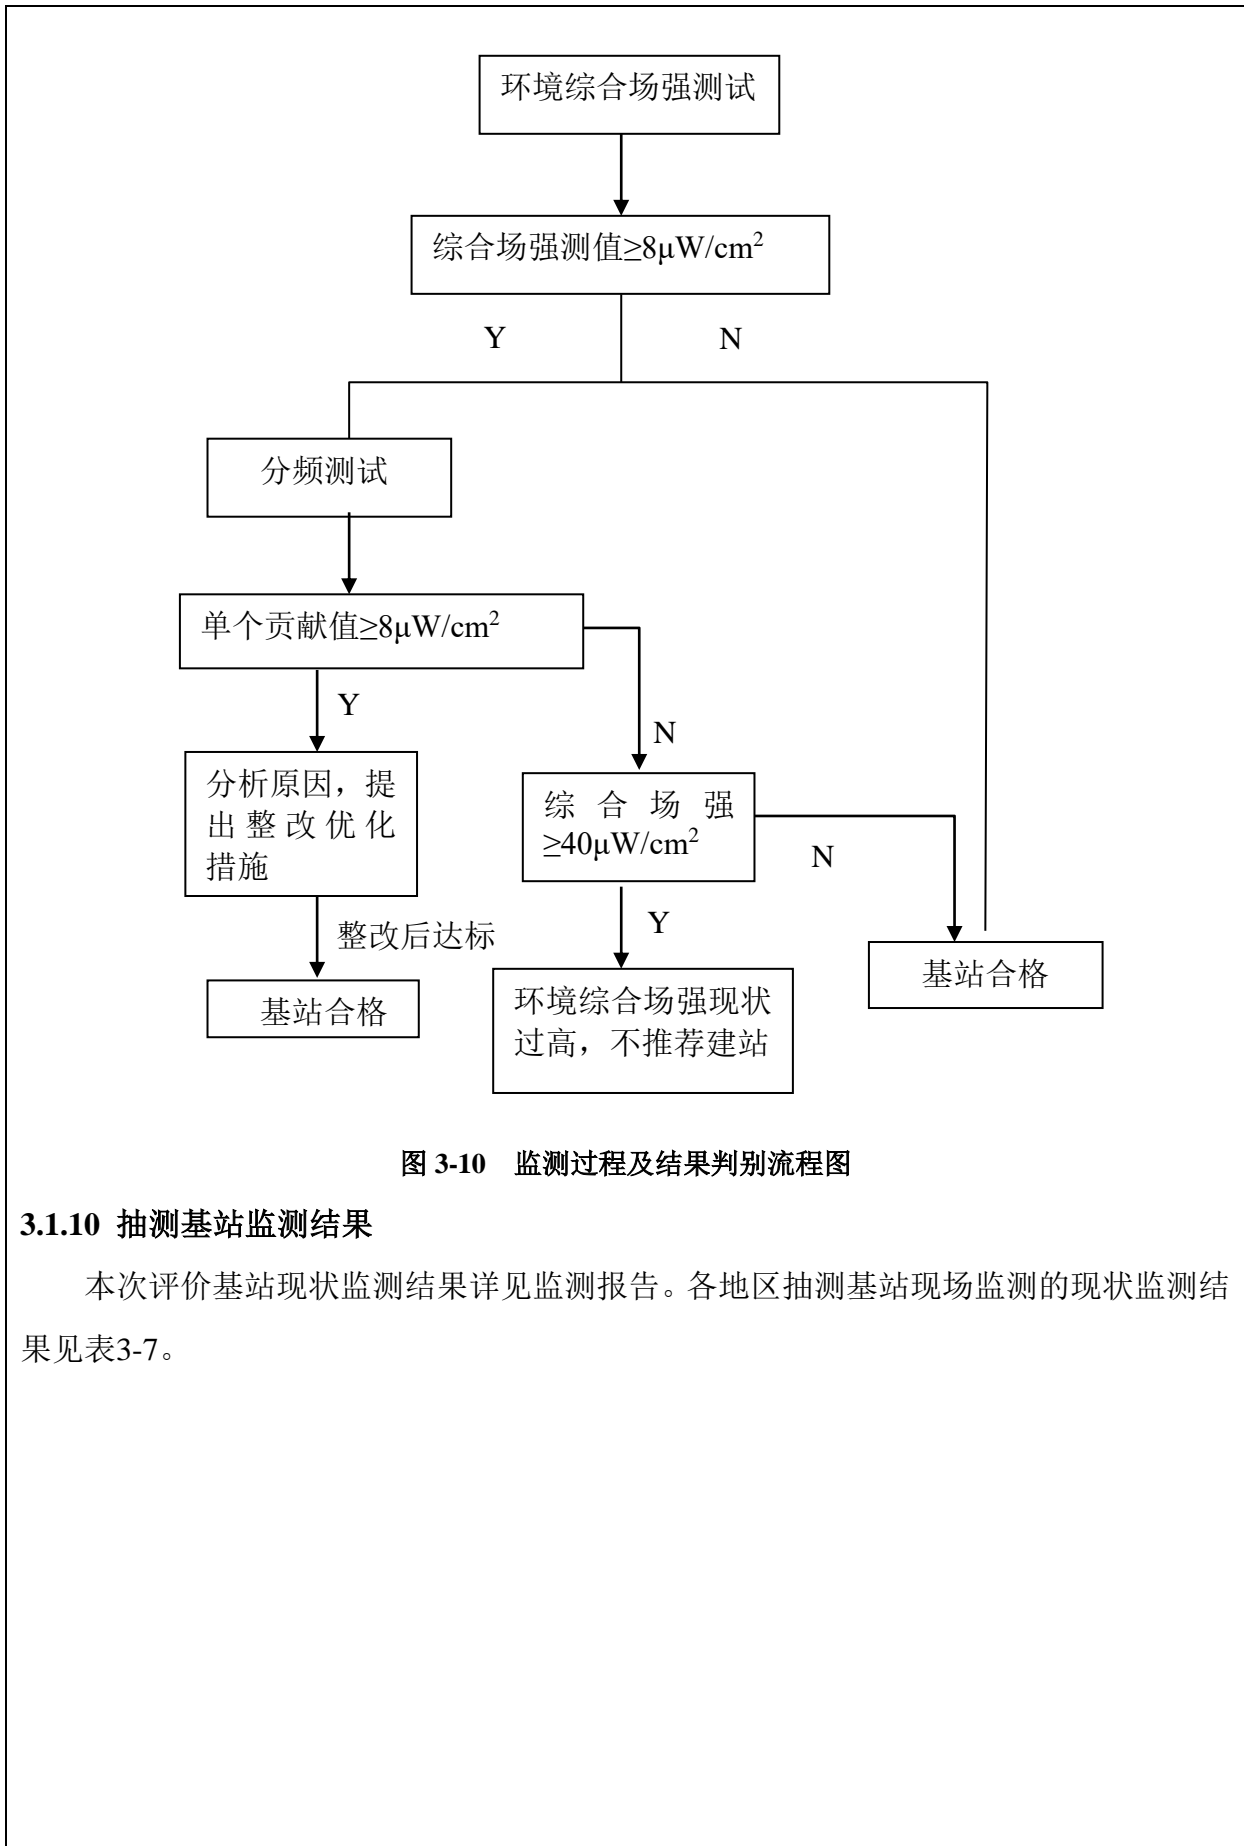 环境综合场强测试
综合场强测值≥8μW/cm²
Y
N
分频测试
单个贡献值≥8μW/cm²
Y
N
分析原因，提
出整改优化
措施
综合场强
≥40μW/cm²
N
整改后达标
Y
基站合格
基站合格
环境综合场强现状
过高，不推荐建站
图 3-10 监测过程及结果判别流程图
3.1.10 抽测基站监测结果
本次评价基站现状监测结果详见监测报告。各地区抽测基站现场监测的现状监测结
果见表3-7。